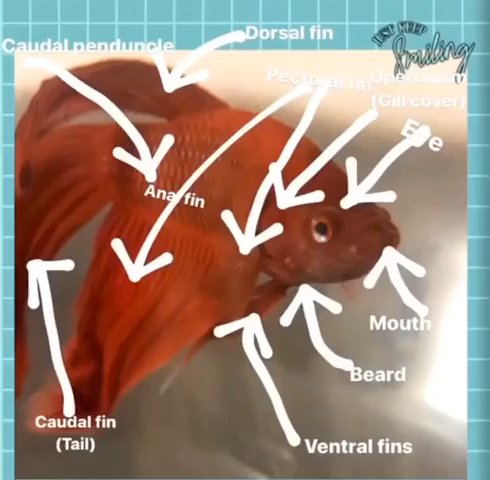 JUST KEEP
Smiling
Dorsal fin
Caudal penduncle
Pectoral fin
Operculum
(Gill cover)
Eye
Anal fin
Mouth
Beard
Caudal fin
(Tail)
Ventral fins